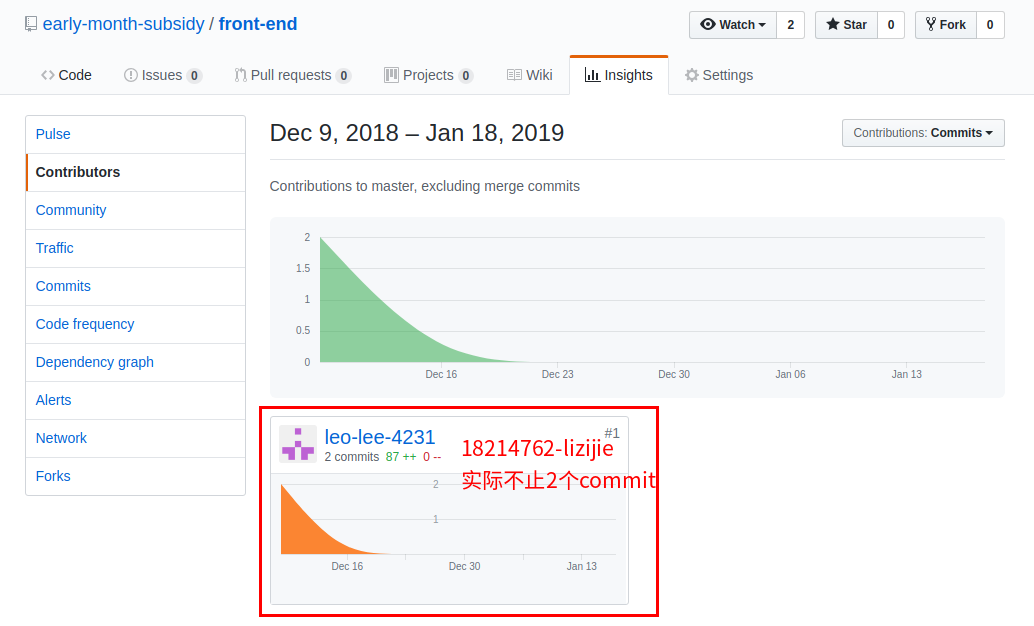 early-month-subsidy / front-end
Watch 2 Star 0 Fork 0
Code Issues 0 Pull requests 0 Projects 0 Wiki Insights Settings
Pulse
Contributors
Community
Traffic
Commits
Code frequency
Dependency graph
Alerts
Network
Forks
Dec 9, 2018 – Jan 18, 2019
Contributions: Commits
Contributions to master, excluding merge commits
2
1.5
1
0.5
0
Dec 16 Dec 23 Dec 30 Jan 06 Jan 13
leo-lee-4231 #1
2 commits 87 ++ 0 --
18214762-lizijie
实际不止2个commit
2
1
Dec 16 Dec 30 Jan 13